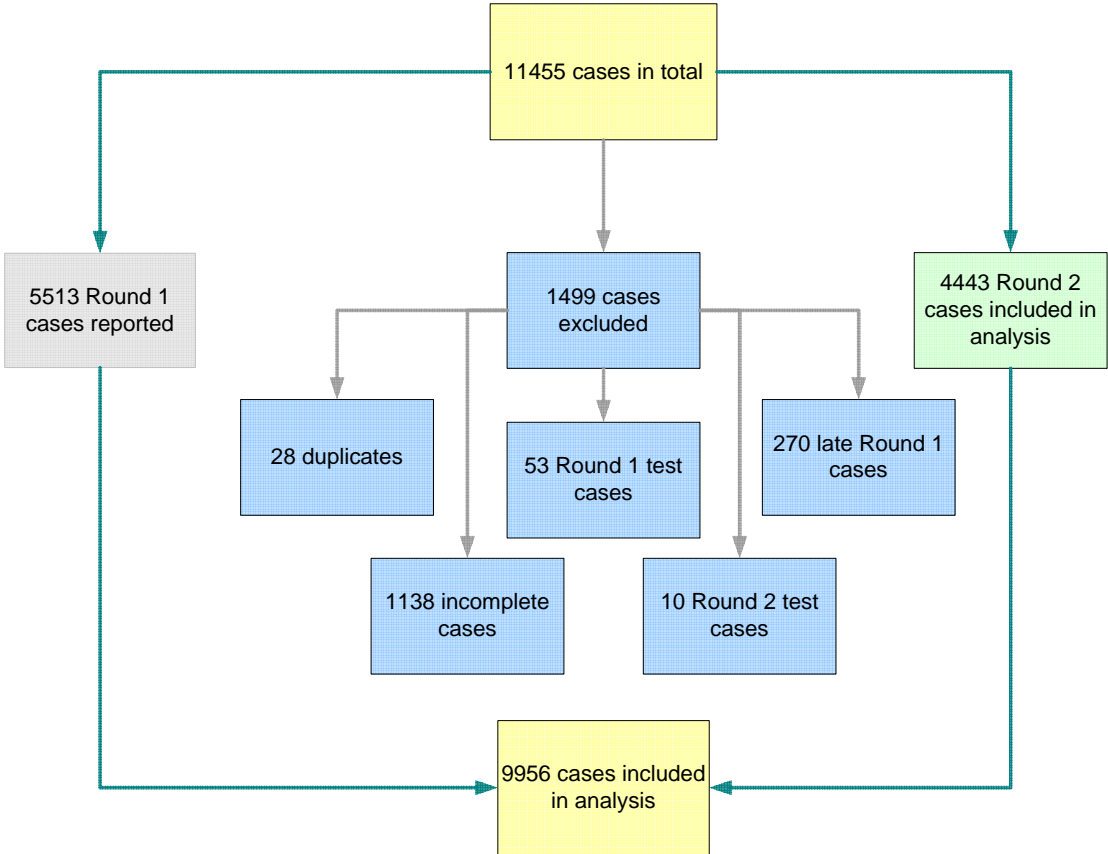 11455 cases in total
5513 Round 1
cases reported
1499 cases
excluded
4443 Round 2
cases included in
analysis
28 duplicates
53 Round 1 test
cases
270 late Round 1
cases
1138 incomplete
cases
10 Round 2 test
cases
9956 cases included
in analysis